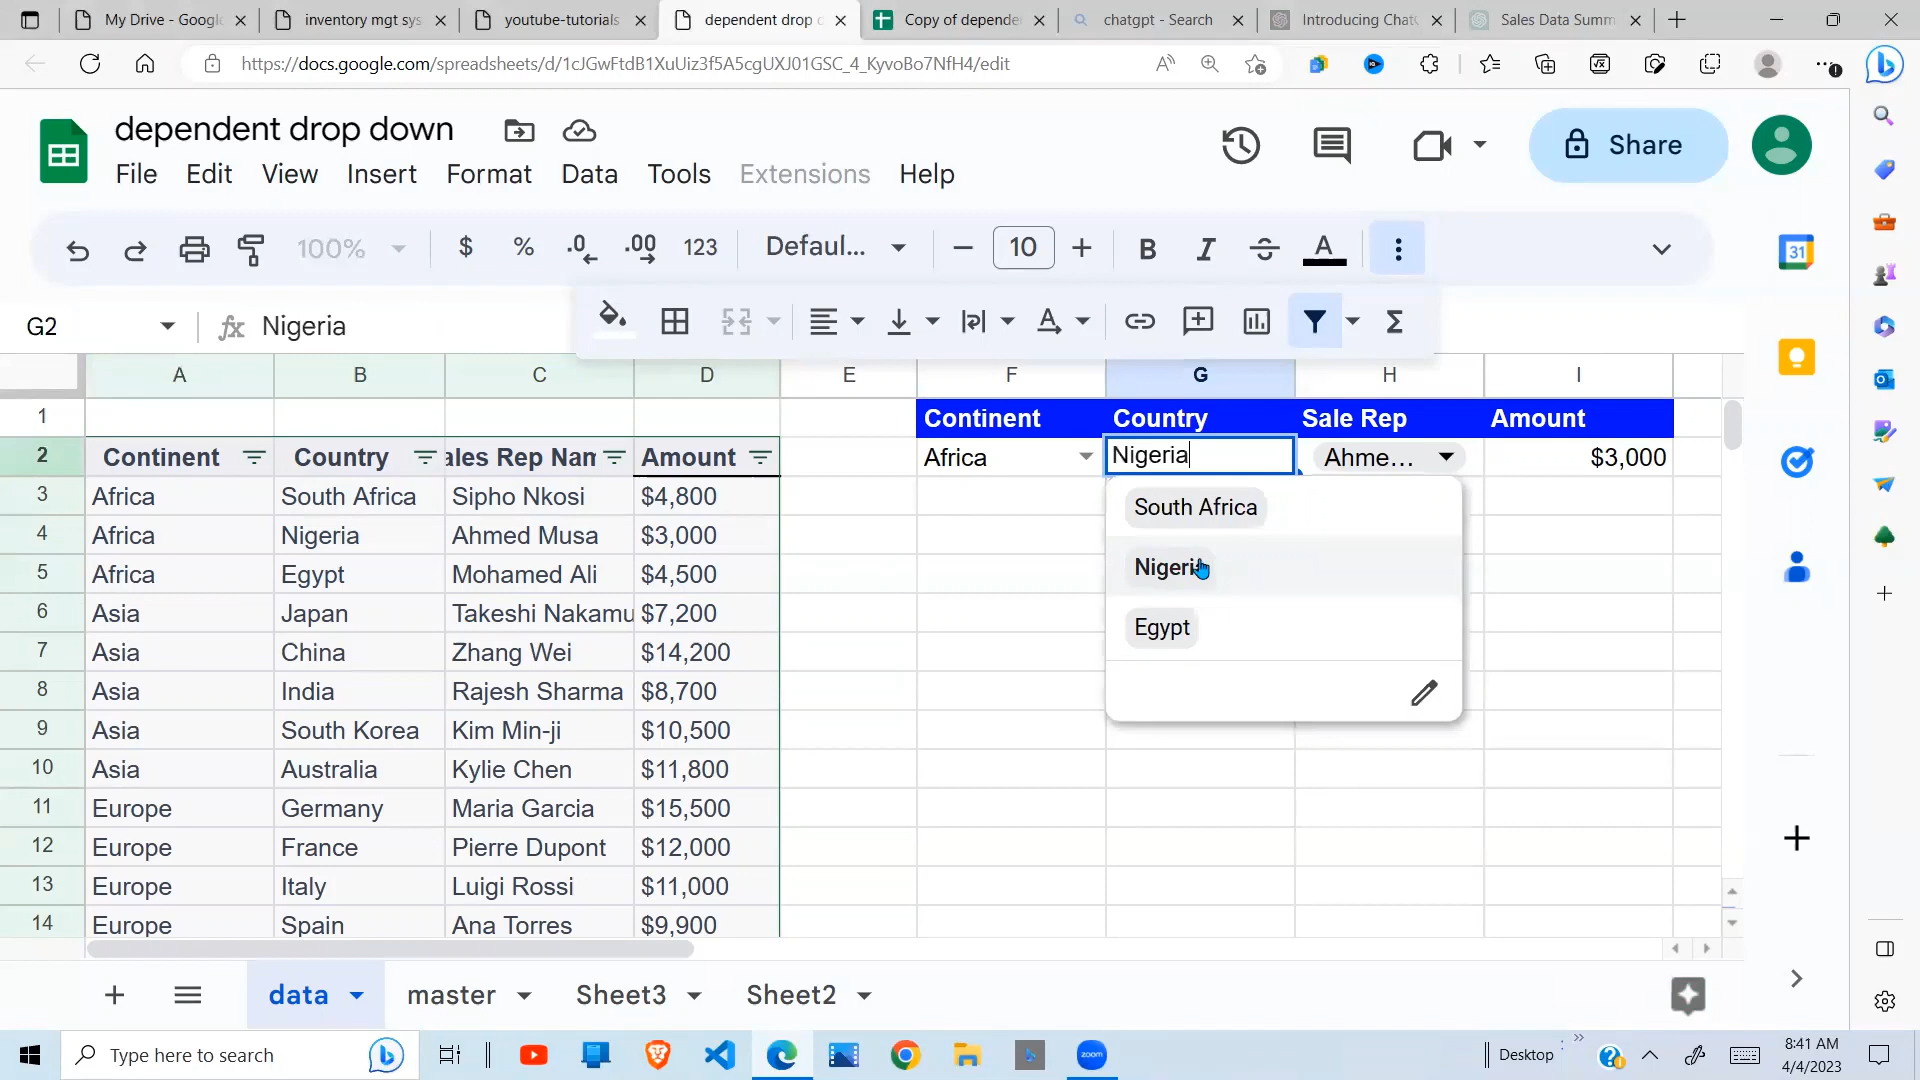 My Drive - Google
inventory mgt sys
youtube-tutorials
dependent drop
Copy of depende
chatgpt - Search
Introducing Chat
Sales Data Summ
https://docs.google.com/spreadsheets/d/1cJGwFtdB1XuUiz3f5A5cgUXJ01GSC_4_KyvoBo7NfH4/edit
dependent drop down
Share
File Edit View Insert Format Data Tools Extensions Help
100% $ % .0 .00 123 Defaul... 10 B I S A
G2 fx Nigeria
A B C D E F G H I
1 Continent Country Sale Rep Amount
2 Continent Country ales Rep Nam Amount Africa Nigeria Ahme... $3,000
3 Africa South Africa Sipho Nkosi $4,800
South Africa
4 Africa Nigeria Ahmed Musa $3,000
Nigeri
5 Africa Egypt Mohamed Ali $4,500
6 Asia Japan Takeshi Nakamu $7,200
Egypt
7 Asia China Zhang Wei $14,200
8 Asia India Rajesh Sharma $8,700
9 Asia South Korea Kim Min-ji $10,500
10 Asia Australia Kylie Chen $11,800
11 Europe Germany Maria Garcia $15,500
12 Europe France Pierre Dupont $12,000
13 Europe Italy Luigi Rossi $11,000
14 Europe Spain Ana Torres $9,900
data master Sheet3 Sheet2
31
Type here to search
zoom
Desktop
8:41 AM
4/4/2023